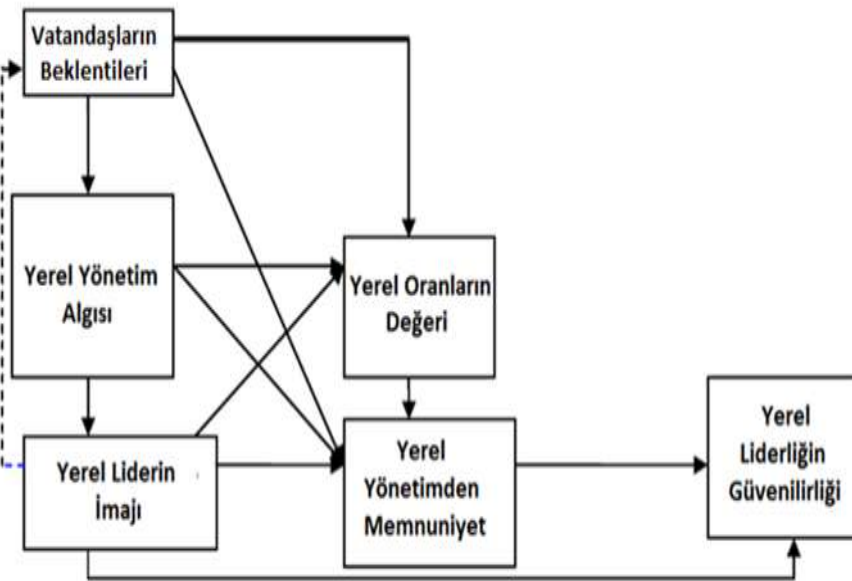 Vatandaşların
Beklentileri
Yerel Yönetim
Algısı
Yerel Oranların
Değeri
Yerel Liderin
İmajı
Yerel
Yönetimden
Memnuniyet
Yerel
Liderliğin
Güvenilirliği